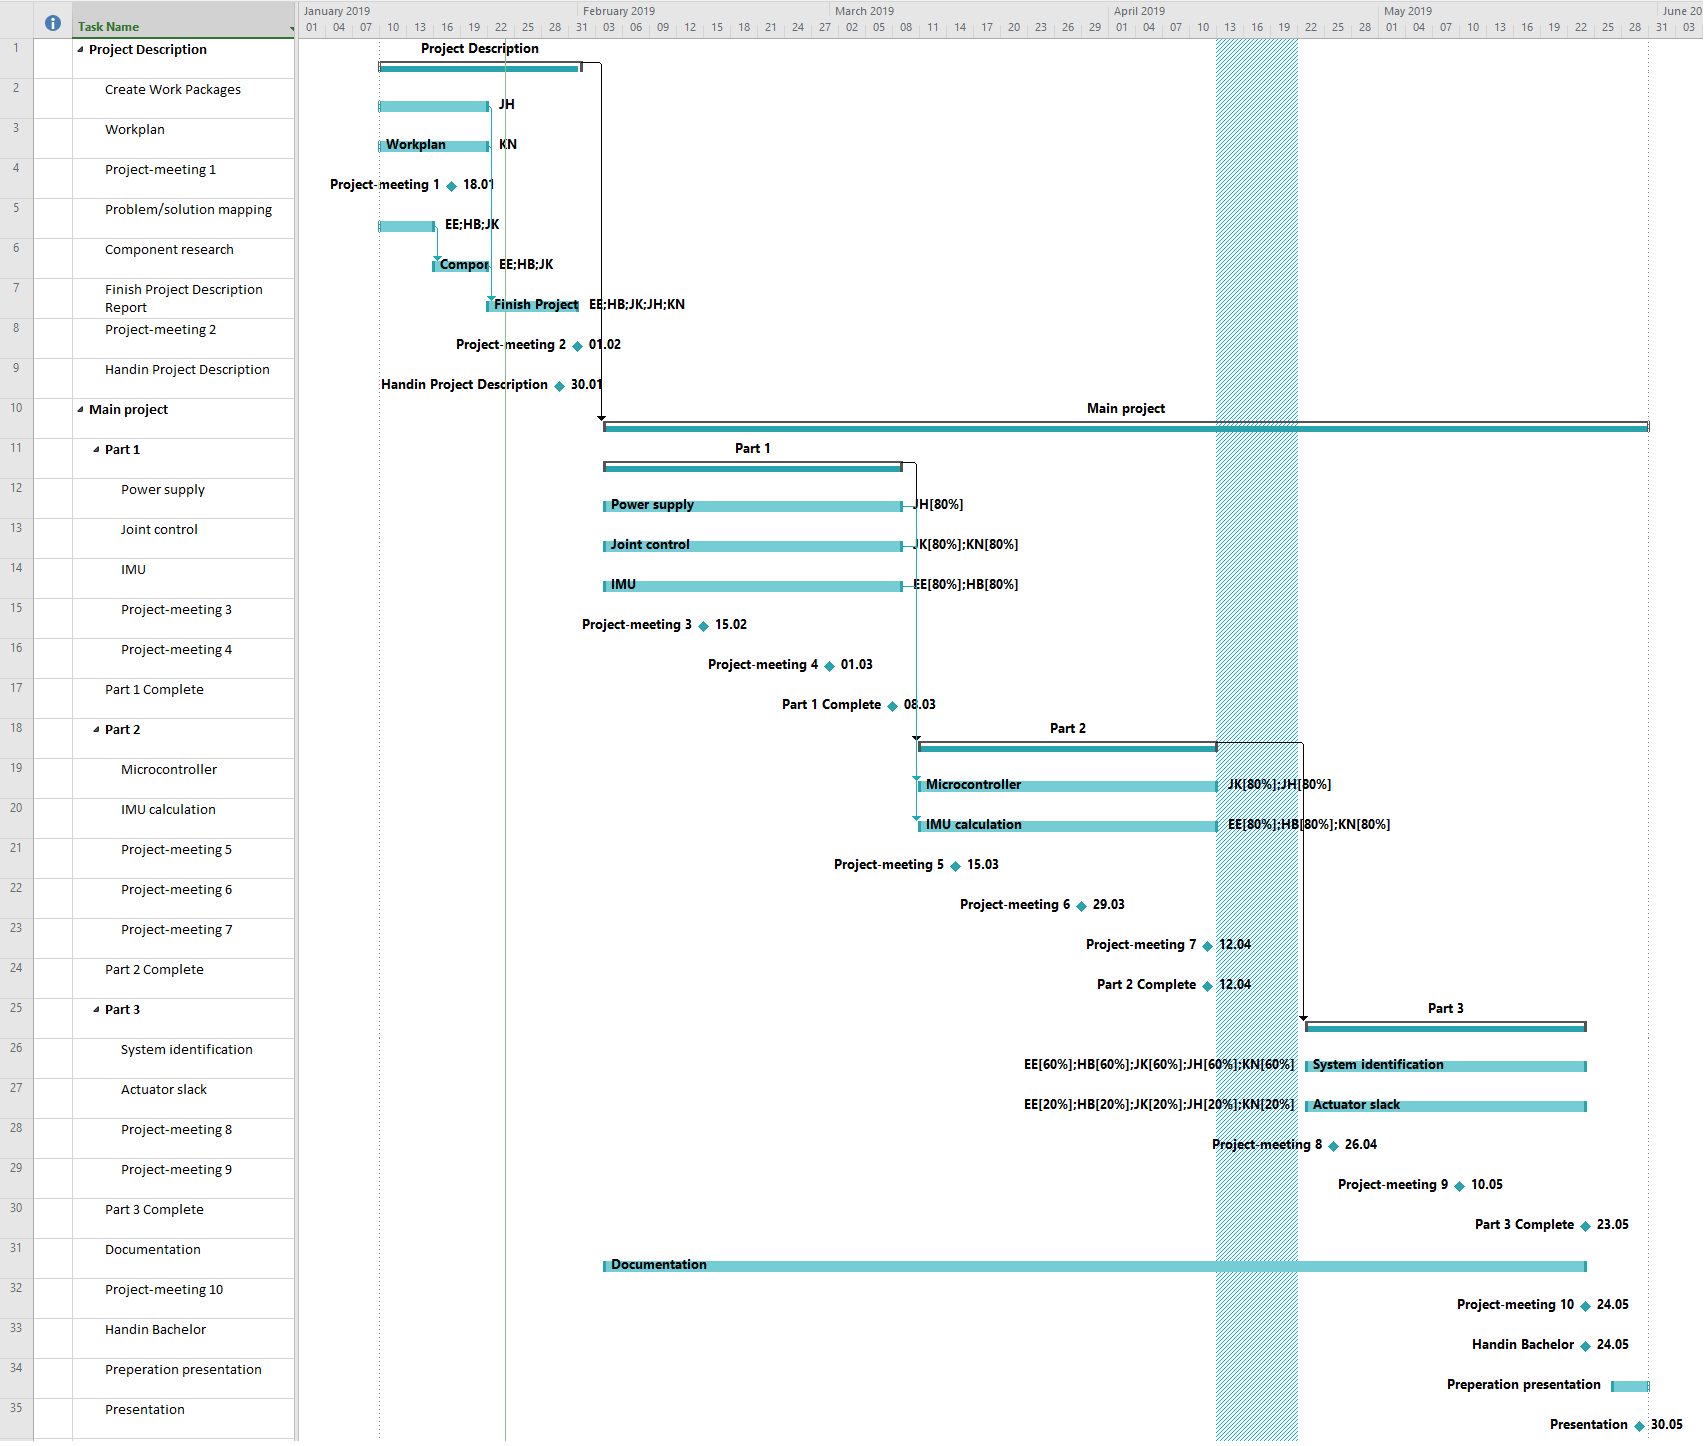 January 2019 February 2019 March 2019 April 2019 May 2019 June 20
Task Name 01 04 07 10 13 16 19 22 25 28 31 03 06 09 12 15 18 21 24 27 02 05 08 11 14 17 20 23 26 29 01 04 07 10 13 16 19 22 25 28 01 04 07 10 13 16 19 22 25 28 31 03
1 Project Description Project Description
2 Create Work Packages JH
3 Workplan Workplan KN
4 Project-meeting 1 Project-meeting 1 18.01
5 Problem/solution mapping EE;HB;JK
6 Component research Compor EE;HB;JK
7 Finish Project Description Finish Project EE;HB;JK;JH;KN
Report
8 Project-meeting 2 Project-meeting 2 01.02
9 Handin Project Description Handin Project Description 30.01
10 Main project Main project
11 Part 1 Part 1
12 Power supply Power supply JH[80%]
13 Joint control Joint control JK[80%];KN[80%]
14 IMU IMU EE[80%];HB[80%]
15 Project-meeting 3 Project-meeting 3 15.02
16 Project-meeting 4 Project-meeting 4 01.03
17 Part 1 Complete Part 1 Complete 08.03
18 Part 2 Part 2
19 Microcontroller Microcontroller JK[80%];JH[80%]
20 IMU calculation IMU calculation EE[80%];HB[80%];KN[80%]
21 Project-meeting 5 Project-meeting 5 15.03
22 Project-meeting 6 Project-meeting 6 29.03
23 Project-meeting 7 Project-meeting 7 12.04
24 Part 2 Complete Part 2 Complete 12.04
25 Part 3 Part 3
26 System identification EE[60%];HB[60%];JK[60%];JH[60%];KN[60%] System identification
27 Actuator slack EE[20%];HB[20%];JK[20%];JH[20%];KN[20%] Actuator slack
28 Project-meeting 8 Project-meeting 8 26.04
29 Project-meeting 9 Project-meeting 9 10.05
30 Part 3 Complete Part 3 Complete 23.05
31 Documentation Documentation
32 Project-meeting 10 Project-meeting 10 24.05
33 Handin Bachelor Handin Bachelor 24.05
34 Preperation presentation Preperation presentation
35 Presentation Presentation 30.05